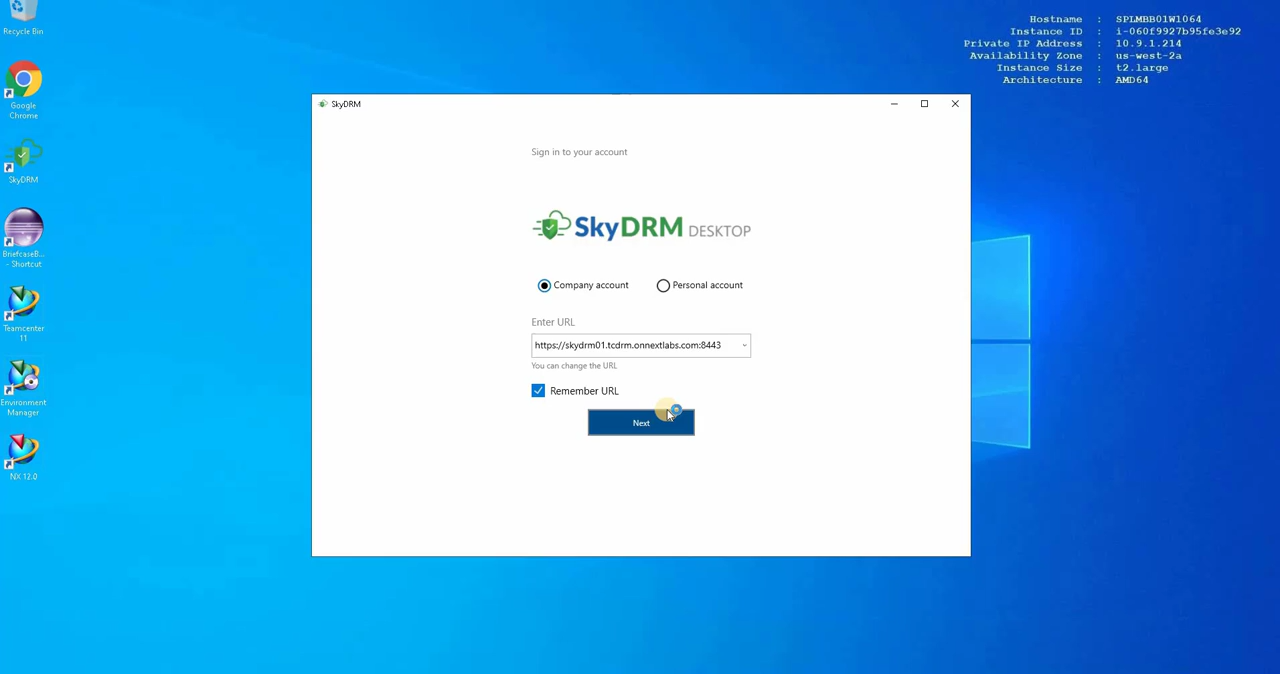 Recycle Bin
Google
Chrome
SkyDRM
BriefcaseB...
- Shortcut
Teamcenter
11
Environment
Manager
NX 12.0
Hostname : SPLMBB01W1064
Instance ID : i-060f9927b95fe3e92
Private IP Address : 10.9.1.214
Availability Zone : us-west-2a
Instance Size : t2.large
Architecture : AMD64
SkyDRM
Sign in to your account
SkyDRM DESKTOP
Company account Personal account
Enter URL
https://skydrm01.tcdrm.onnextlabs.com:8443
You can change the URL
Remember URL
Next